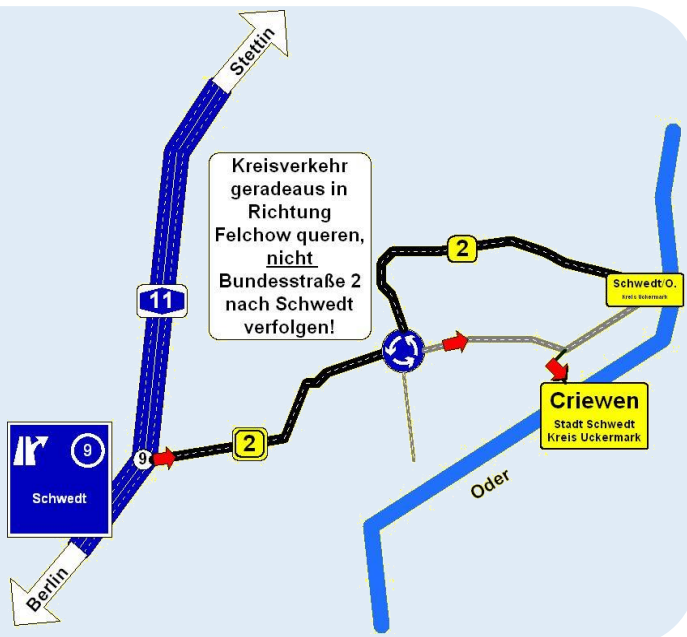 Stettin
Kreisverkehr
geradeaus in
Richtung
Felchow queren,
nicht
Bundesstraße 2
nach Schwedt
verfolgen!
2
Schwedt/O.
Kreis Uckermark
11
Criewen
Stadt Schwedt
Kreis Uckermark
2
9
9
Schwedt
Oder
Berlin